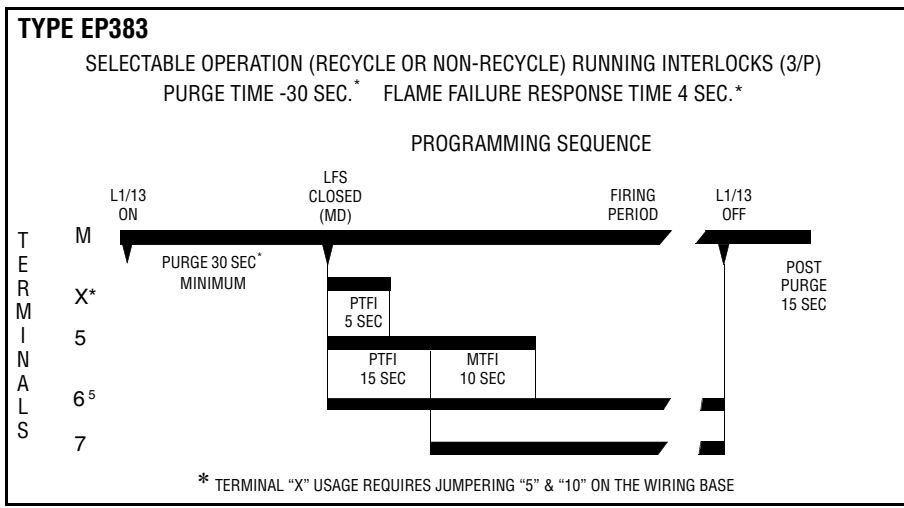 TYPE EP383
SELECTABLE OPERATION (RECYCLE OR NON-RECYCLE) RUNNING INTERLOCKS (3/P)
PURGE TIME -30 SEC.* FLAME FAILURE RESPONSE TIME 4 SEC.*
PROGRAMMING SEQUENCE
L1/13
ON
LFS
CLOSED
(MD)
FIRING
PERIOD
L1/13
OFF
TERMINALS
M
PURGE 30 SEC*
MINIMUM
POST
PURGE
15 SEC
X*
PTFI
5 SEC
5
PTFI
15 SEC
MTFI
10 SEC
6 5
7
* TERMINAL “X” USAGE REQUIRES JUMPERING “5” & “10” ON THE WIRING BASE